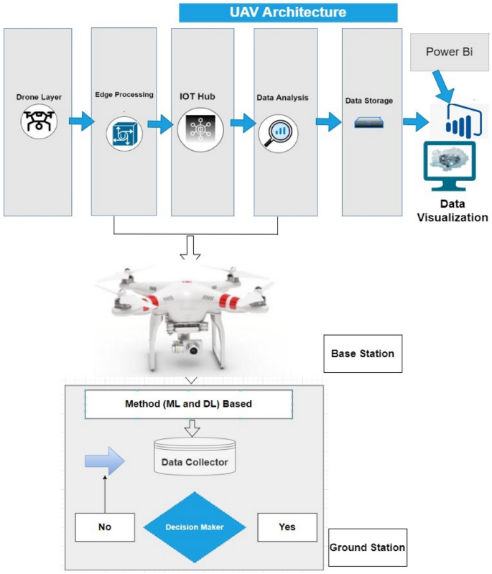 UAV Architecture
Power Bi
Drone Layer
Edge Processing
IOT Hub
Data Analysis
Data Storage
Data
Visualization
Base Station
Method (ML and DL) Based
Data Collector
No
Decision Maker
Yes
Ground Station